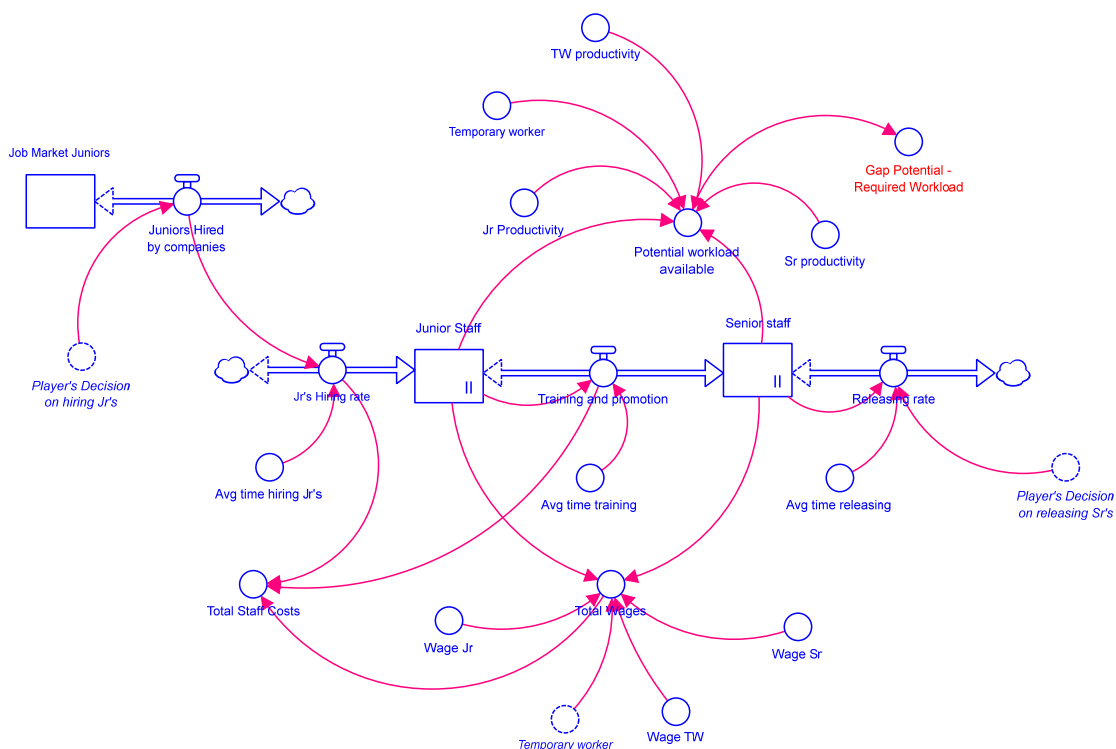 TW productivity
Temporary worker
Job Market Juniors
Gap Potential -
Required Workload
Juniors Hired
by companies
Jr Productivity
Potential workload
available
Sr productivity
Junior Staff
Senior staff
Player's Decision
on hiring Jr's
Jr's Hiring rate
Training and promotion
Releasing rate
Avg time hiring Jr's
Avg time training
Avg time releasing
Player's Decision
on releasing Sr's
Total Staff Costs
Total Wages
Wage Jr
Wage Sr
Wage TW
Temporary worker